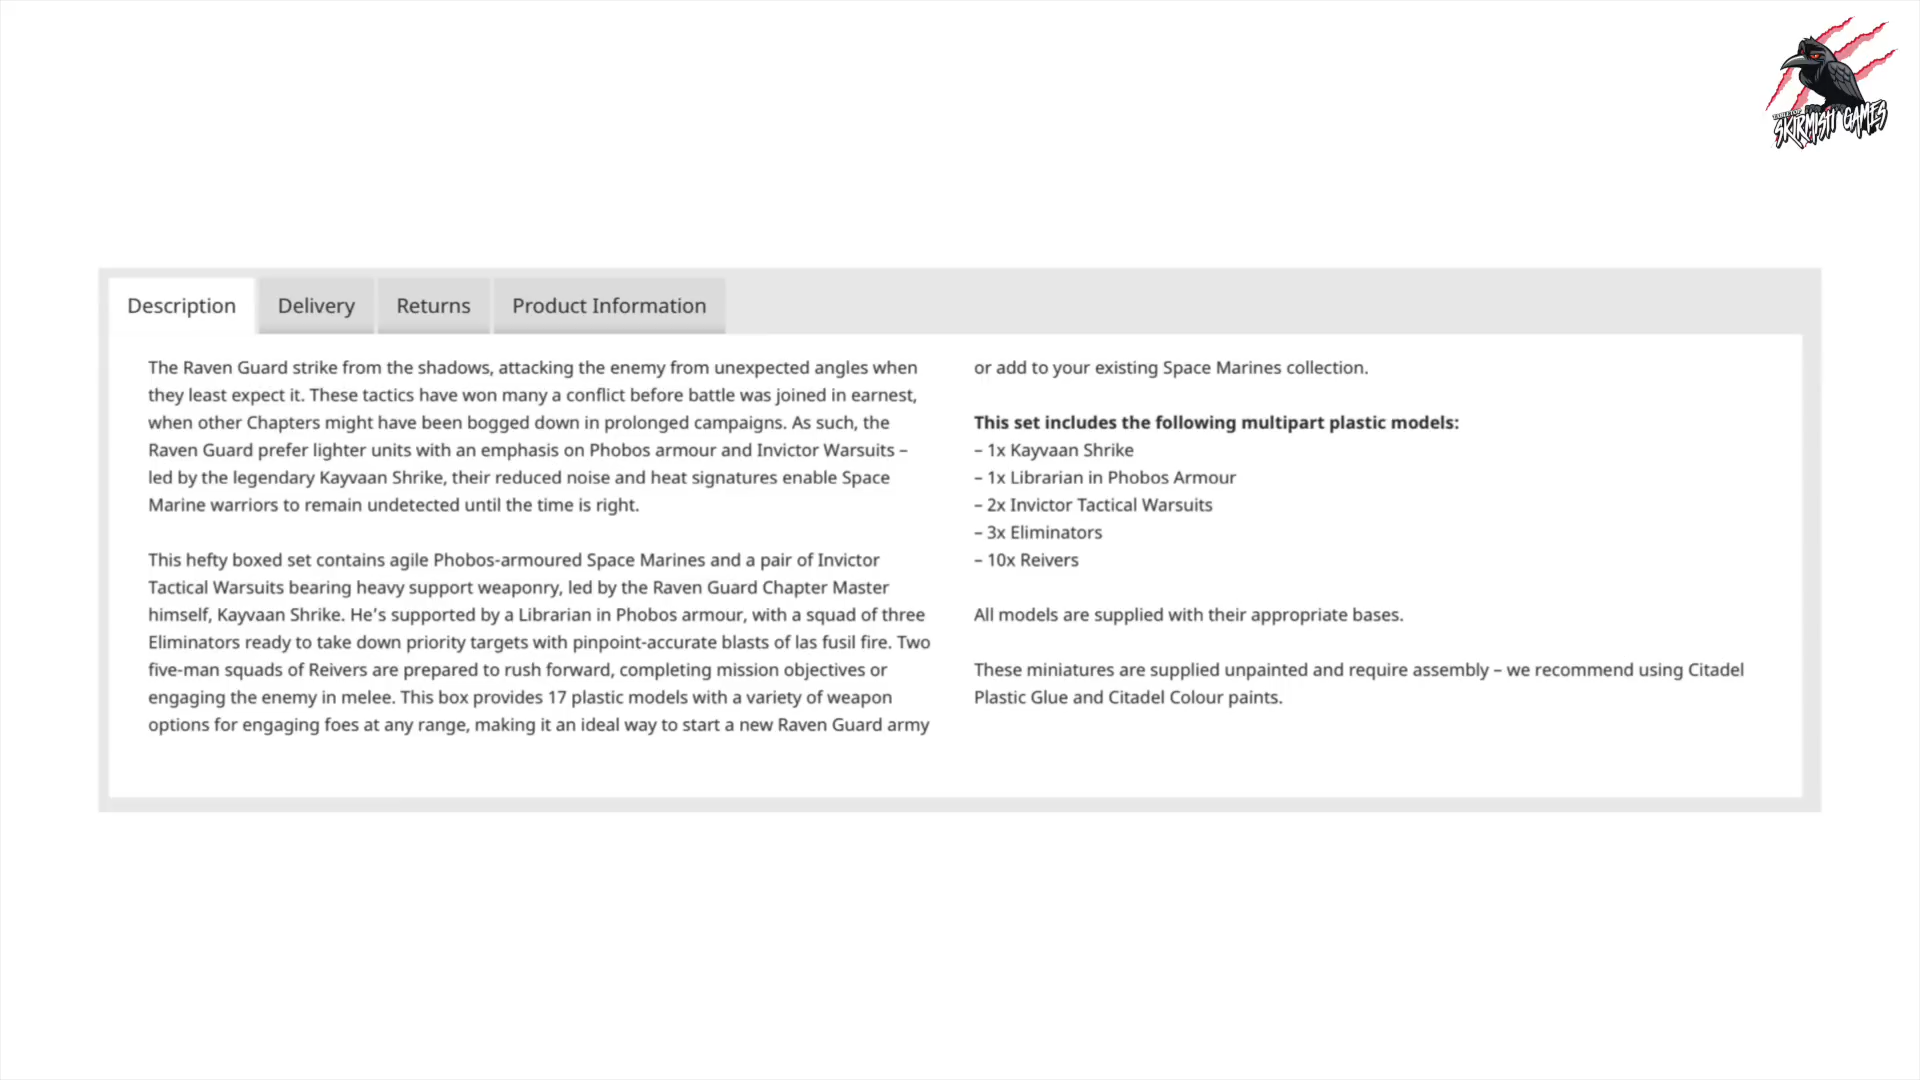 SKIRMISH GAMES
Description
Delivery
Returns
Product Information
The Raven Guard strike from the shadows, attacking the enemy from unexpected angles when
they least expect it. These tactics have won many a conflict before battle was joined in earnest,
when other Chapters might have been bogged down in prolonged campaigns. As such, the
Raven Guard prefer lighter units with an emphasis on Phobos armour and Invictor Warsuits –
led by the legendary Kayvaan Shrike, their reduced noise and heat signatures enable Space
Marine warriors to remain undetected until the time is right.
This hefty boxed set contains agile Phobos-armoured Space Marines and a pair of Invictor
Tactical Warsuits bearing heavy support weaponry, led by the Raven Guard Chapter Master
himself, Kayvaan Shrike. He's supported by a Librarian in Phobos armour, with a squad of three
Eliminators ready to take down priority targets with pinpoint-accurate blasts of las fusil fire. Two
five-man squads of Reivers are prepared to rush forward, completing mission objectives or
engaging the enemy in melee. This box provides 17 plastic models with a variety of weapon
options for engaging foes at any range, making it an ideal way to start a new Raven Guard army
or add to your existing Space Marines collection.
This set includes the following multipart plastic models:
– 1x Kayvaan Shrike
– 1x Librarian in Phobos Armour
– 2x Invictor Tactical Warsuits
– 3x Eliminators
– 10x Reivers
All models are supplied with their appropriate bases.
These miniatures are supplied unpainted and require assembly – we recommend using Citadel
Plastic Glue and Citadel Colour paints.